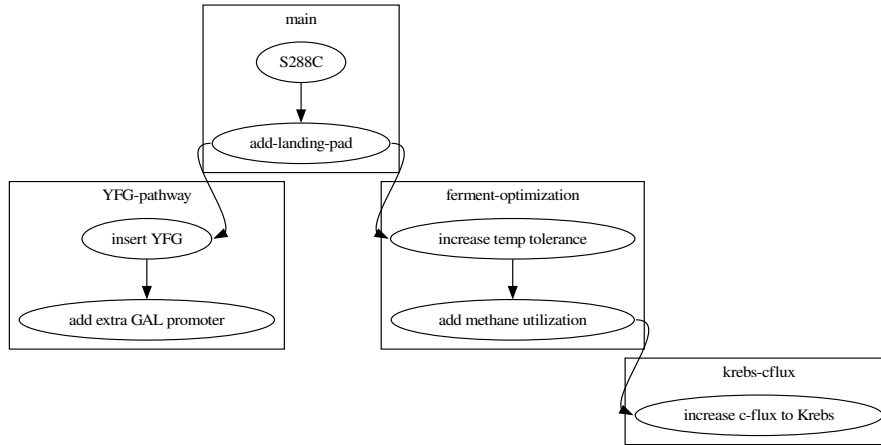 main
S288C
add-landing-pad
YFG-pathway
ferment-optimization
insert YFG
increase temp tolerance
add extra GAL promoter
add methane utilization
krebs-cflux
increase c-flux to Krebs